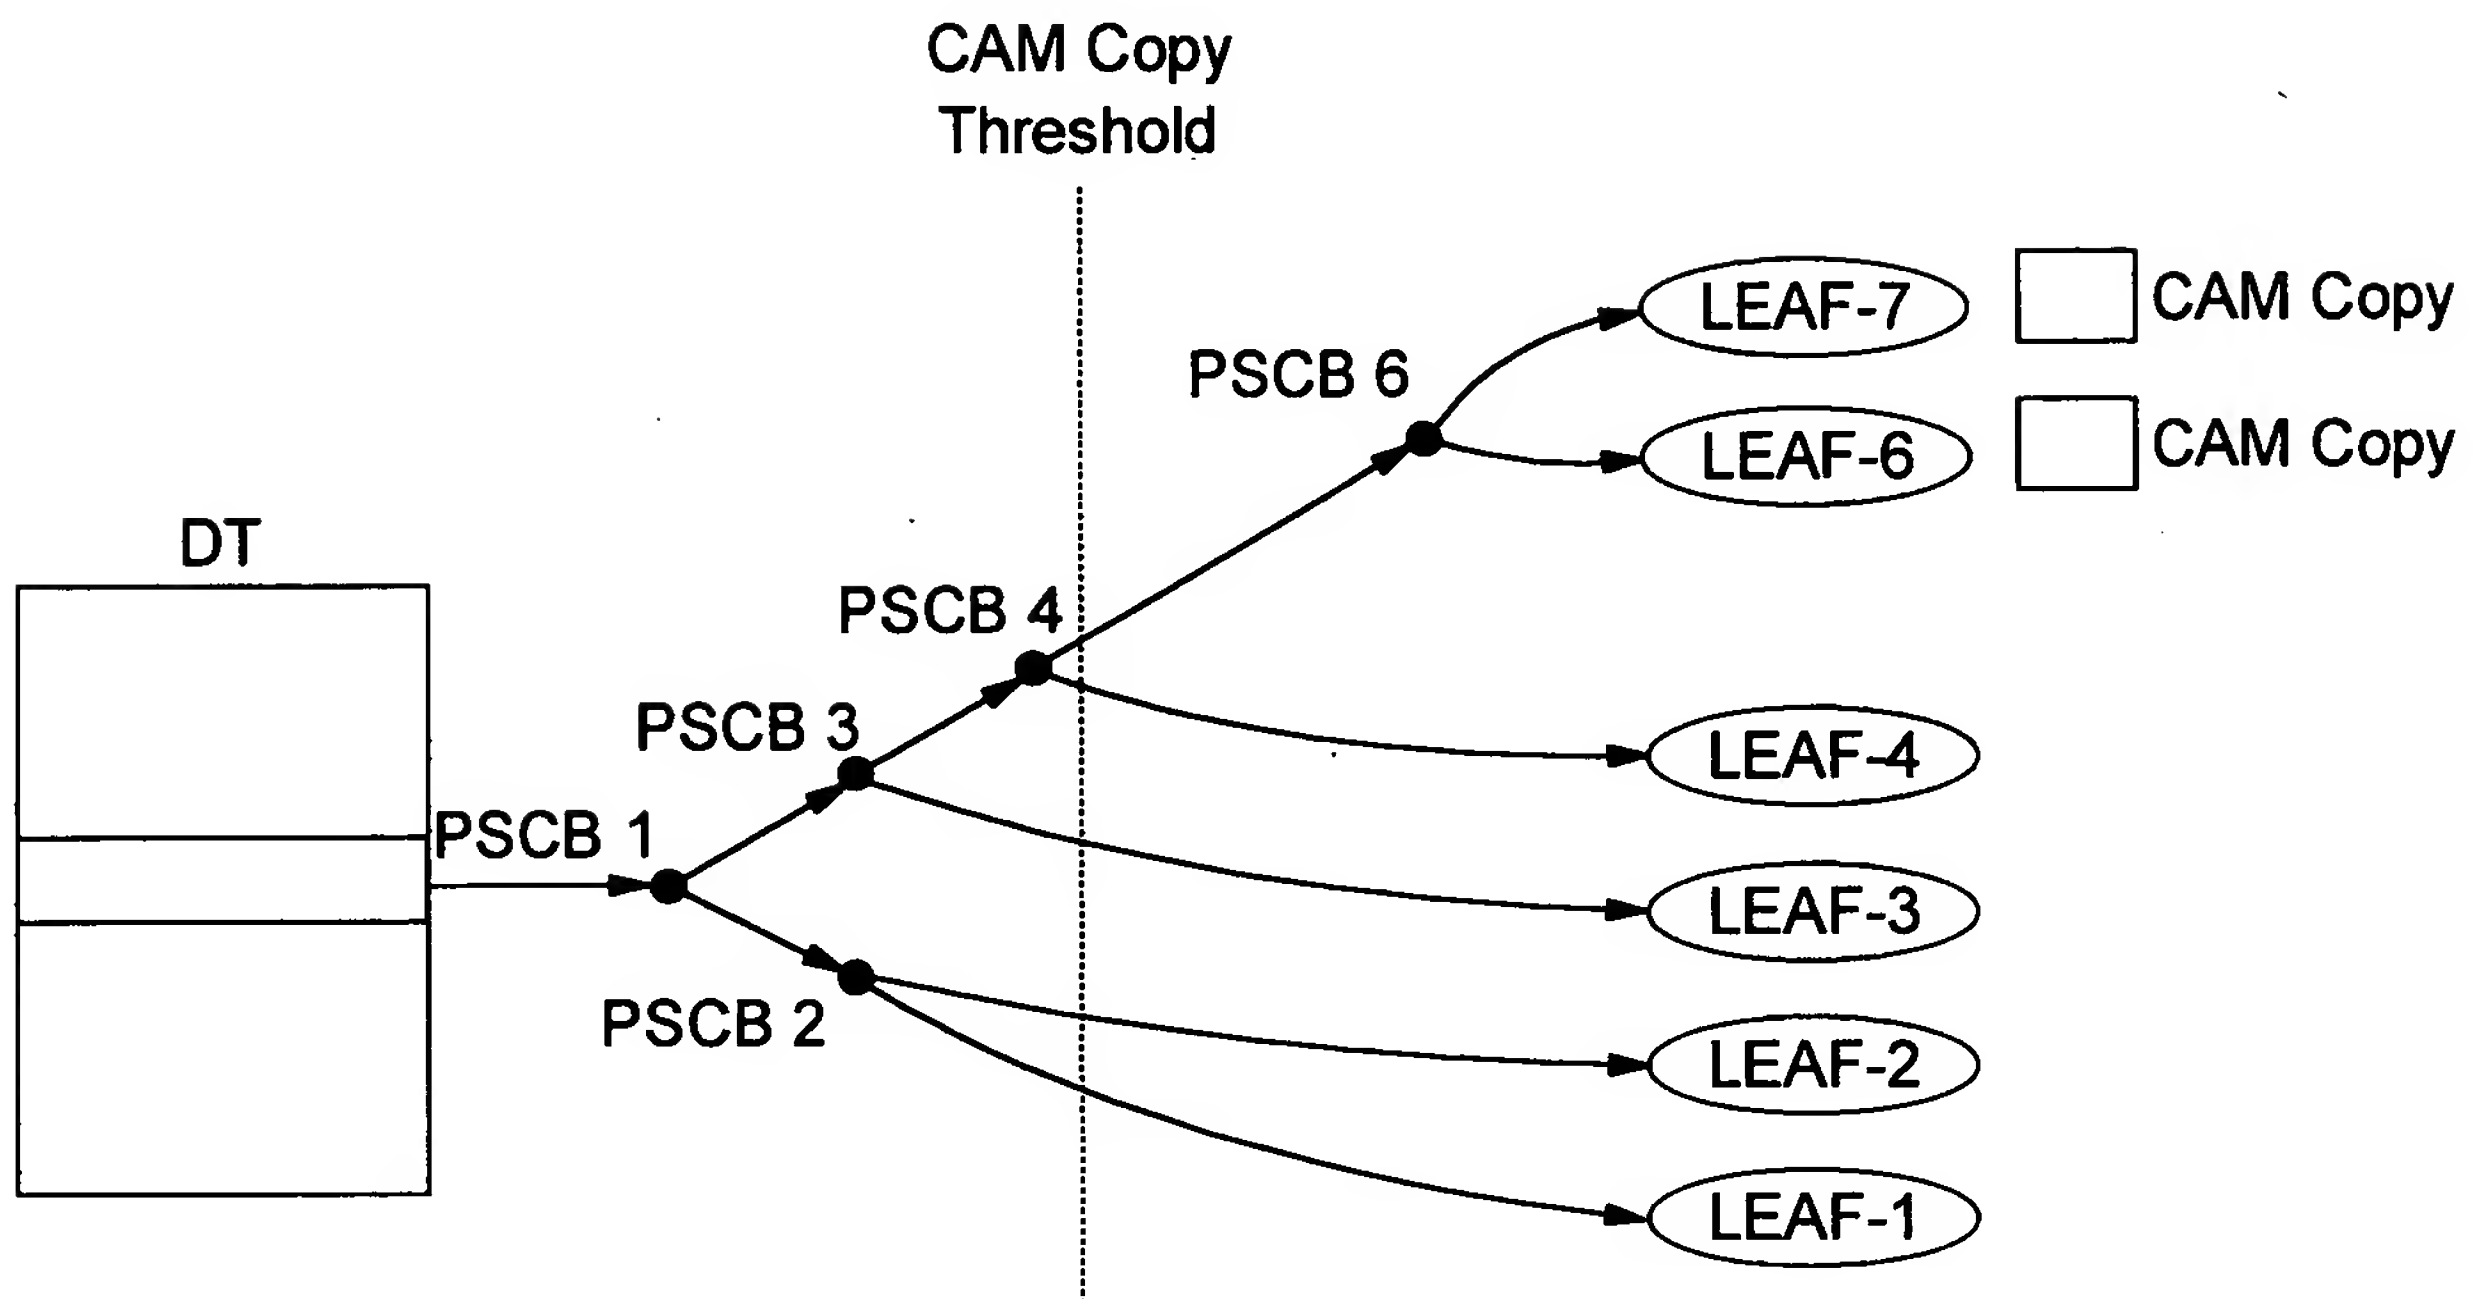 CAM Copy
Threshold
LEAF-7
CAM Copy
PSCB 6
LEAF-6
CAM Copy
DT
PSCB 4
PSCB 3
LEAF-4
PSCB 1
LEAF-3
PSCB 2
LEAF-2
LEAF-1